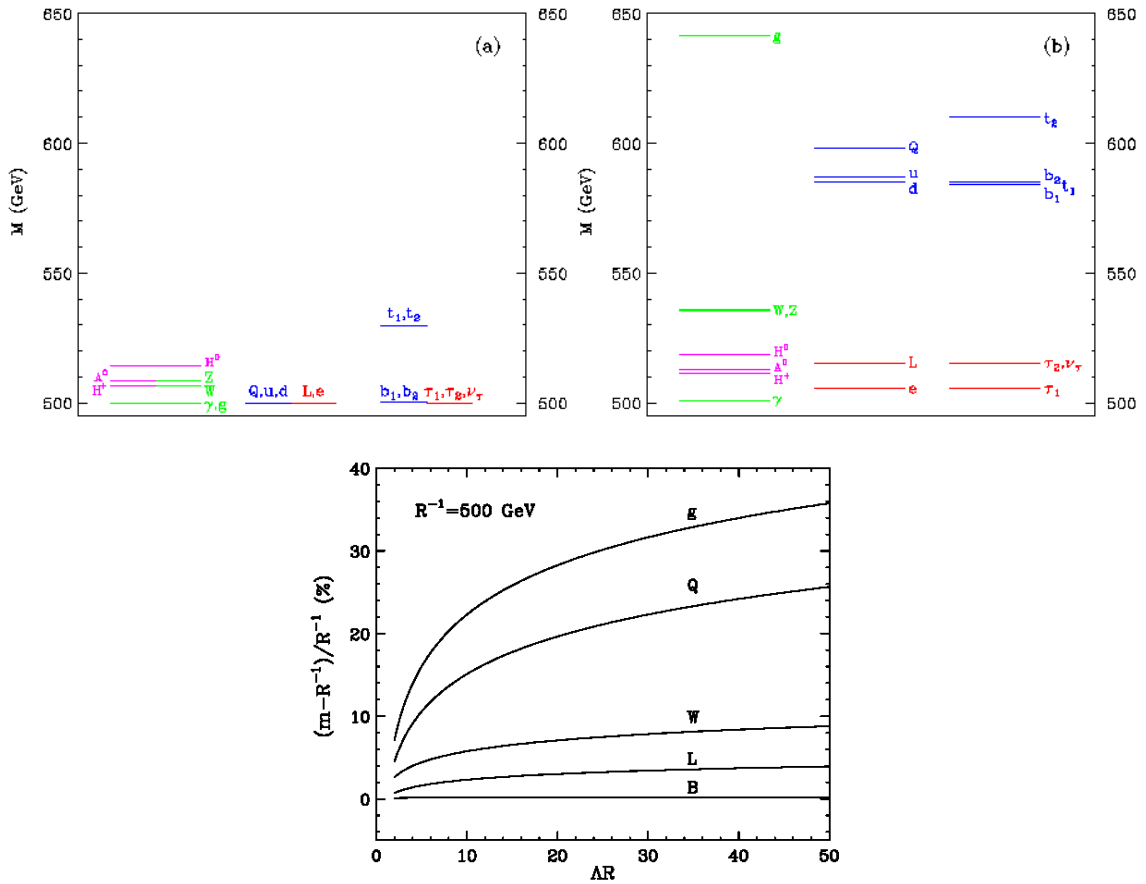 650
600
550
500
M (GeV)
(a)
650
600
550
500
H⁰
A⁰
Z
H⁺
W
γ,g
Q,u,d
L,e
t₁,t₂
b₁,b₂
τ₁,τ₂,ν_τ
650
600
550
500
M (GeV)
(b)
650
600
550
500
g
Q
u
d
t₂
b₂
t₁
b₁
W,Z
H⁰
A⁰
H⁺
γ
L
e
τ₂,ν_τ
τ₁
40
30
20
10
0
(m−R⁻¹)/R⁻¹ (%)
R⁻¹=500 GeV
g
Q
W
L
B
0 10 20 30 40 50
ΛR